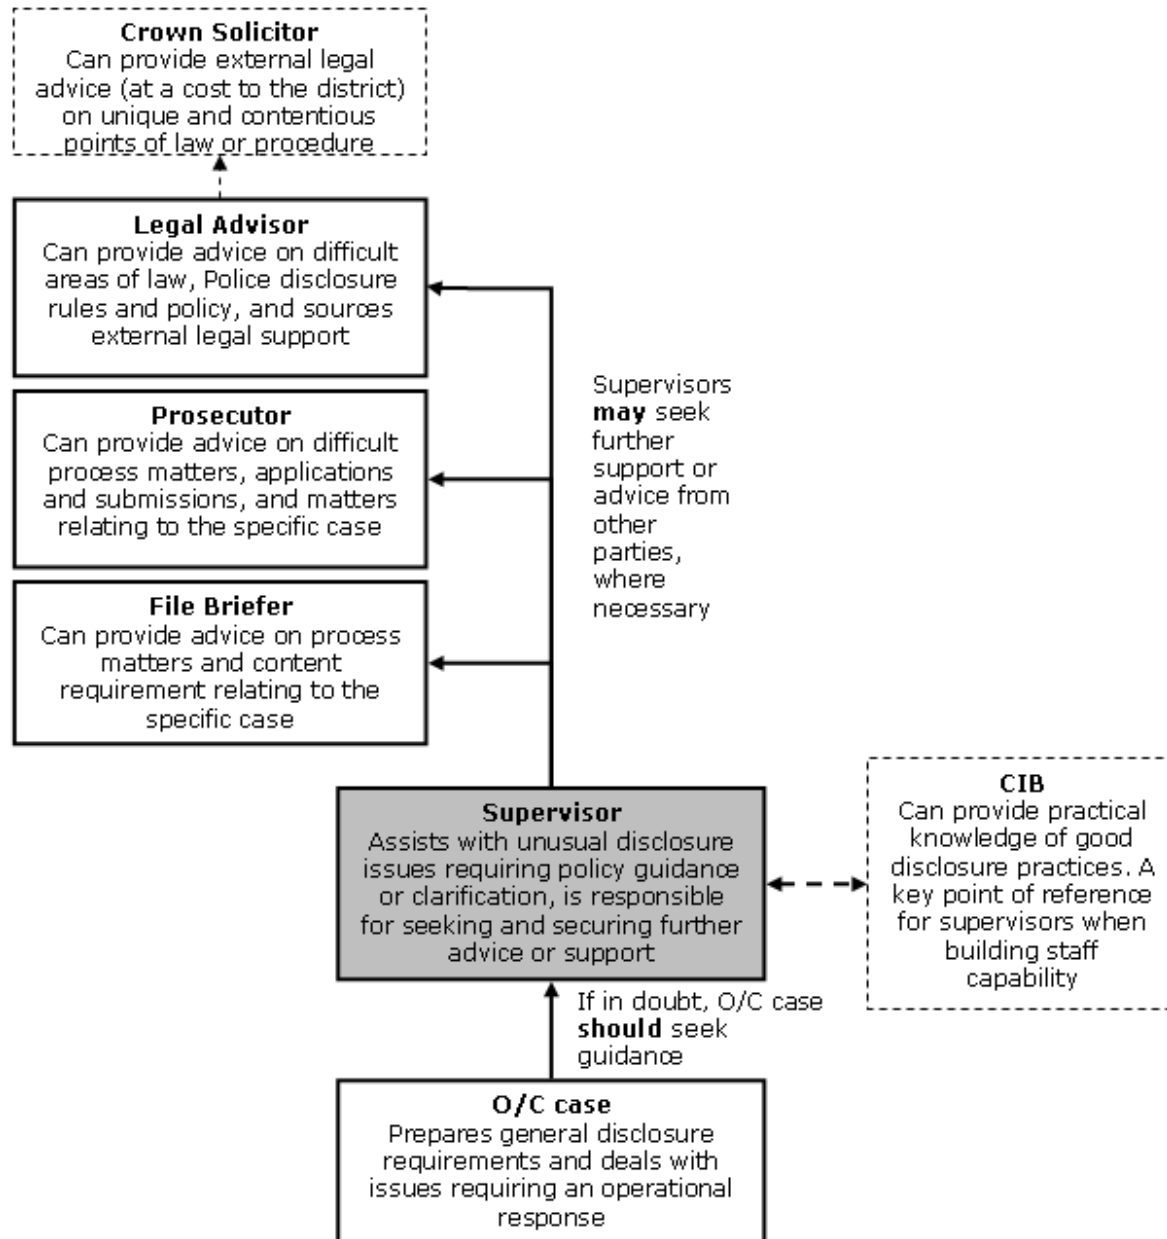 Crown Solicitor
Can provide external legal
advice (at a cost to the district)
on unique and contentious
points of law or procedure
Legal Advisor
Can provide advice on difficult
areas of law, Police disclosure
rules and policy, and sources
external legal support
Prosecutor
Can provide advice on difficult
process matters, applications
and submissions, and matters
relating to the specific case
File Briefer
Can provide advice on process
matters and content
requirement relating to the
specific case
Supervisors
may seek
further
support or
advice from
other
parties,
where
necessary
Supervisor
Assists with unusual disclosure
issues requiring policy guidance
or clarification, is responsible
for seeking and securing further
advice or support
CIB
Can provide practical
knowledge of good
disclosure practices. A
key point of reference
for supervisors when
building staff
capability
If in doubt, O/C case
should seek
guidance
O/C case
Prepares general disclosure
requirements and deals with
issues requiring an operational
response